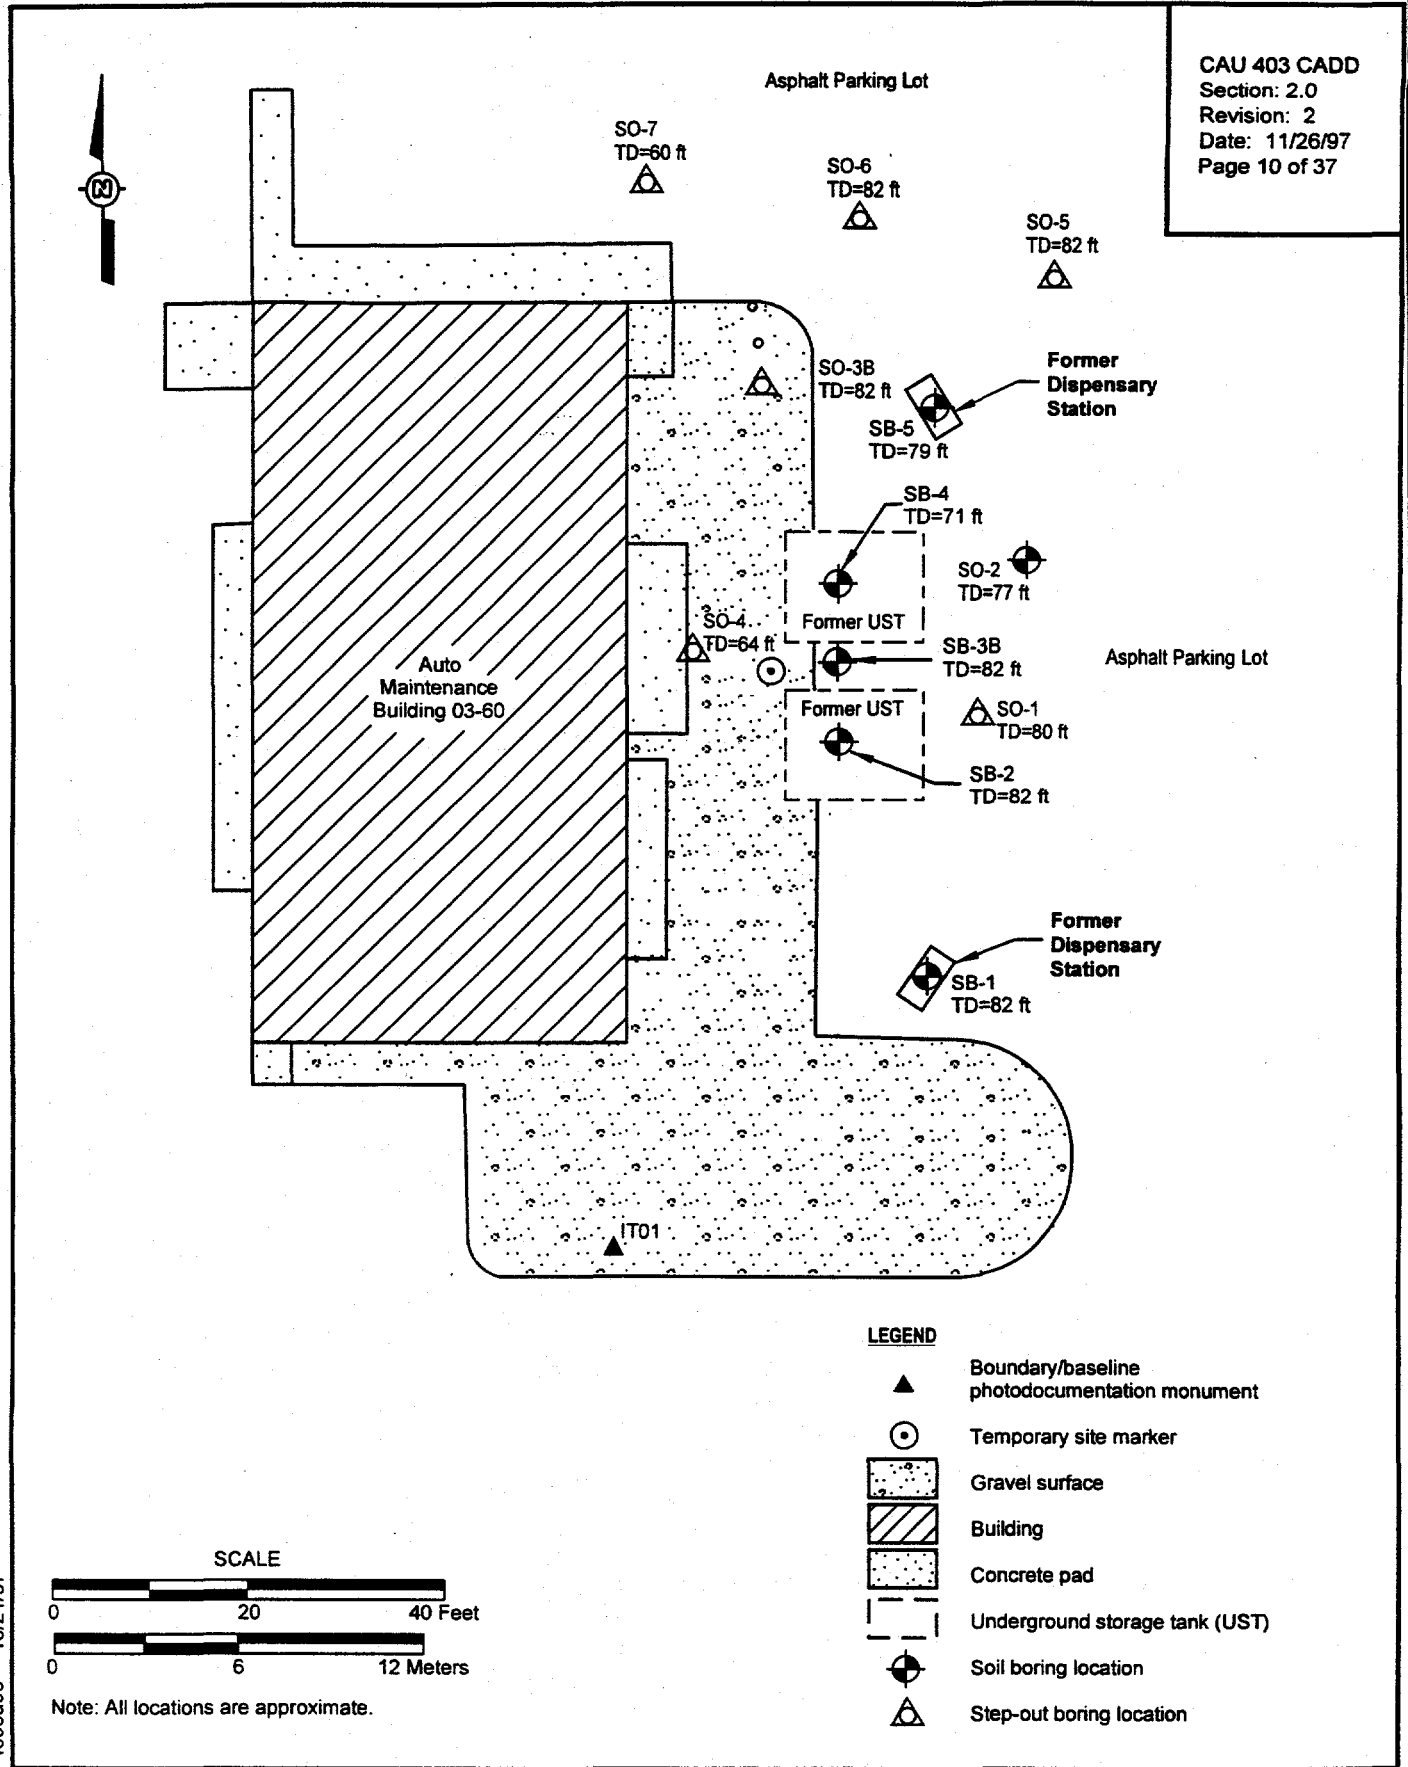 CAU 403 CADD
Section: 2.0
Revision: 2
Date: 11/26/97
Page 10 of 37
Asphalt Parking Lot
N
SO-7
TD=60 ft
SO-6
TD=82 ft
SO-5
TD=82 ft
SO-3B
TD=82 ft
Former
Dispensary
Station
SB-5
TD=79 ft
SB-4
TD=71 ft
SO-2
TD=77 ft
Former UST
SO-4
TD=64 ft
SB-3B
TD=82 ft
Asphalt Parking Lot
Auto
Maintenance
Building 03-60
Former UST
SO-1
TD=80 ft
SB-2
TD=82 ft
Former
Dispensary
Station
SB-1
TD=82 ft
IT01
LEGEND
Boundary/baseline
photodocumentation monument
Temporary site marker
Gravel surface
Building
Concrete pad
Underground storage tank (UST)
Soil boring location
Step-out boring location
SCALE
0 20 40 Feet
0 6 12 Meters
Note: All locations are approximate.